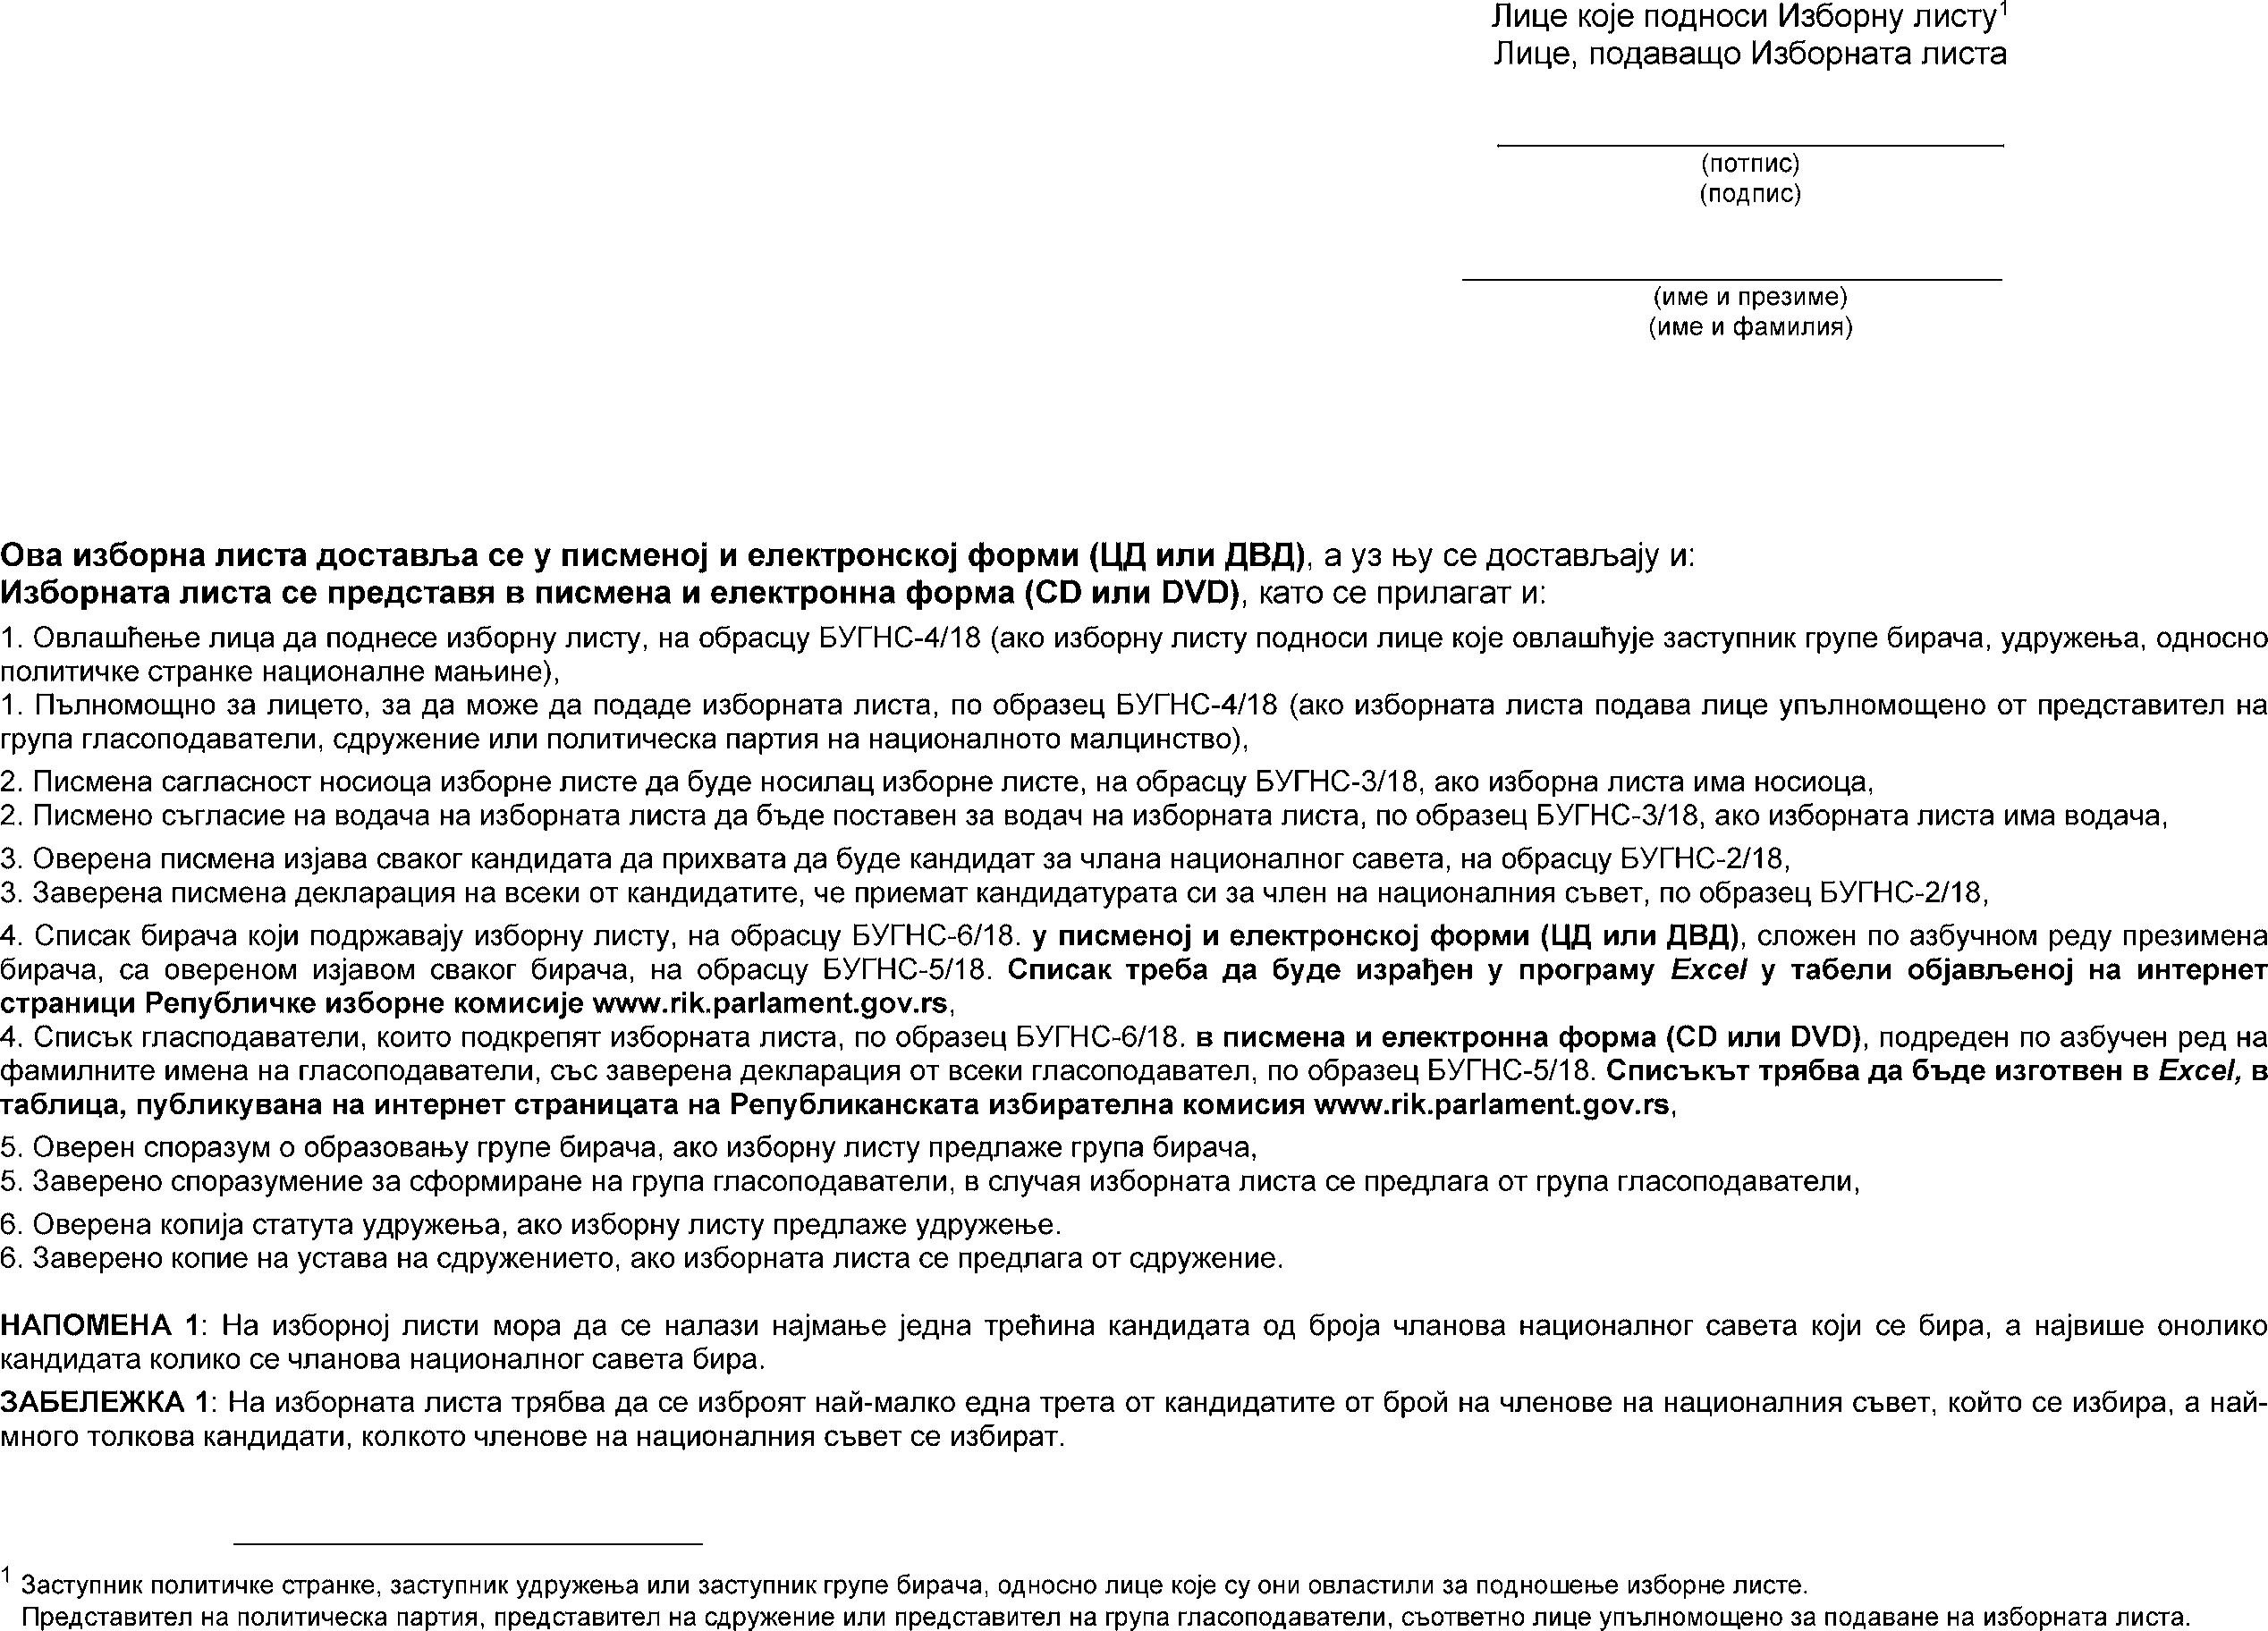 Лице које подноси Изборну листу1
Лице, подаващо Изборната листа
(потпис)
(подпис)
(име и презиме)
(име и фамилия)
Ова изборна листа доставља се у писменој и електронској форми (ЦД или ДВД), а уз њу се достављају и:
Изборната листа се представя в писмена и електронна форма (CD или DVD), като се прилагат и:
1. Овлашћење лица да поднесе изборну листу, на обрасцу БУГНС-4/18 (ако изборну листу подноси лице које овлашћује заступник групе бирача, удружења, односно
политичке странке националне мањине),
1. Пълномощно за лицето, за да може да подаде изборната листа, по образец БУГНС-4/18 (ако изборната листа подава лице упълномощено от представител на
група гласоподаватели, сдружение или политическа партия на националното малцинство),
2. Писмена сагласност носиоца изборне листе да буде носилац изборне листе, на обрасцу БУГНС-3/18, ако изборна листа има носиоца,
2. Писмено съгласие на водача на изборната листа да бъде поставен за водач на изборната листа, по образец БУГНС-3/18, ако изборната листа има водача,
3. Оверена писмена изјава сваког кандидата да прихвата да буде кандидат за члана националног савета, на обрасцу БУГНС-2/18,
3. Заверена писмена декларация на всеки от кандидатите, че приемат кандидатурата си за член на националния съвет, по образец БУГНС-2/18,
4. Списак бирача који подржавају изборну листу, на обрасцу БУГНС-6/18. у писменој и електронској форми (ЦД или ДВД), сложен по азбучном реду презимена
бирача, са овереном изјавом сваког бирача, на обрасцу БУГНС-5/18. Списак треба да буде израђен у програму Excel у табели објављеној на интернет
страници Републичке изборне комисије www.rik.parlament.gov.rs,
4. Списък гласподаватели, които подкрепят изборната листа, по образец БУГНС-6/18. в писмена и електронна форма (CD или DVD), подреден по азбучен ред на
фамилните имена на гласоподаватели, със заверена декларация от всеки гласоподавател, по образец БУГНС-5/18. Списъкът трябва да бъде изготвен в Excel, в
таблица, публикувана на интернет страницата на Републиканската избирателна комисия www.rik.parlament.gov.rs,
5. Оверен споразум о образовању групе бирача, ако изборну листу предлаже група бирача,
5. Заверено споразумение за сформиране на група гласоподаватели, в случая изборната листа се предлага от група гласоподаватели,
6. Оверена копија статута удружења, ако изборну листу предлаже удружење.
6. Заверено копие на устава на сдружението, ако изборната листа се предлага от сдружение.
НАПОМЕНА 1: На изборној листи мора да се налази најмање једна трећина кандидата од броја чланова националног савета који се бира, а највише онолико
кандидата колико се чланова националног савета бира.
ЗАБЕЛЕЖКА 1: На изборната листа трябва да се изброят най-малко една трета от кандидатите от брой на членове на националния съвет, който се избира, а най-
много толкова кандидати, колкото членове на националния съвет се избират.
1 Заступник политичке странке, заступник удружења или заступник групе бирача, односно лице које су они овластили за подношење изборне листе.
Представител на политическа партия, представител на сдружение или представител на група гласоподаватели, съответно лице упълномощено за подаване на изборната листа.